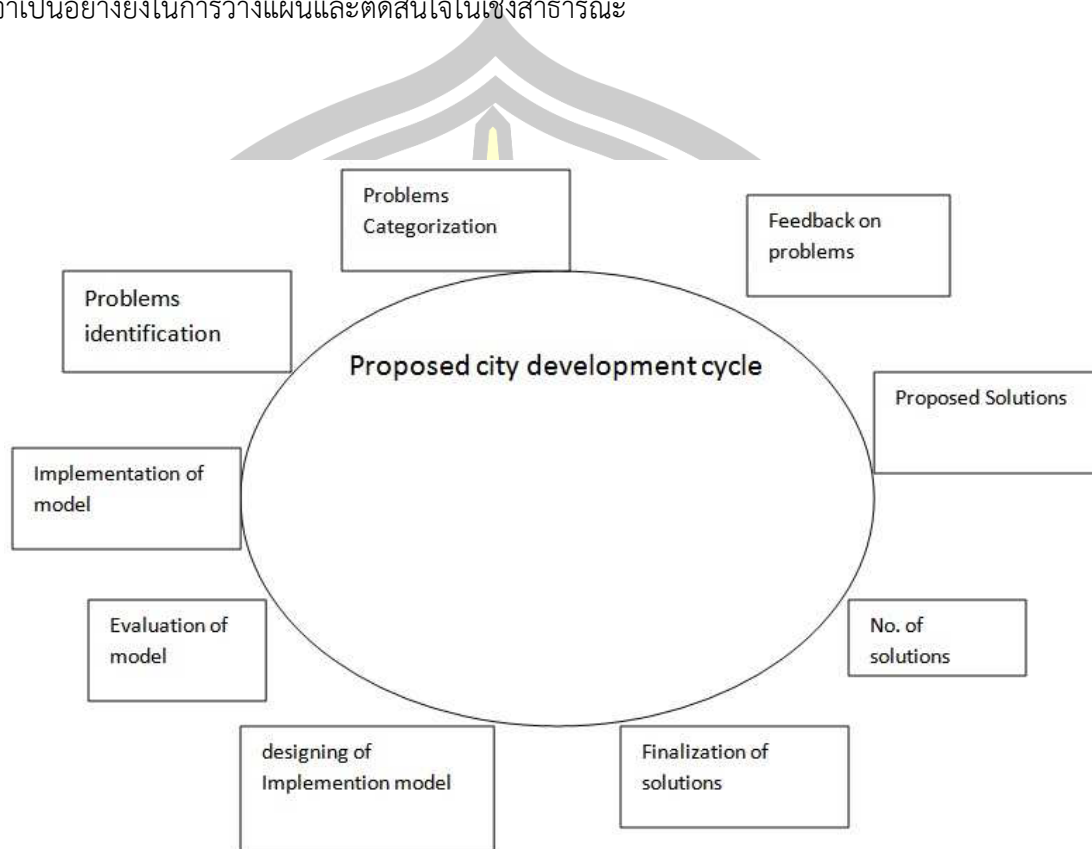 จำเป็นอย่างยิ่งในการวางแผนและตัดสินใจในเชิงสาธารณะ
Problems
Categorization
Feedback on
problems
Problems
identification
Proposed city development cycle
Proposed Solutions
Implementation of
model
Evaluation of
model
No. of
solutions
designing of
Implemention model
Finalization of
solutions